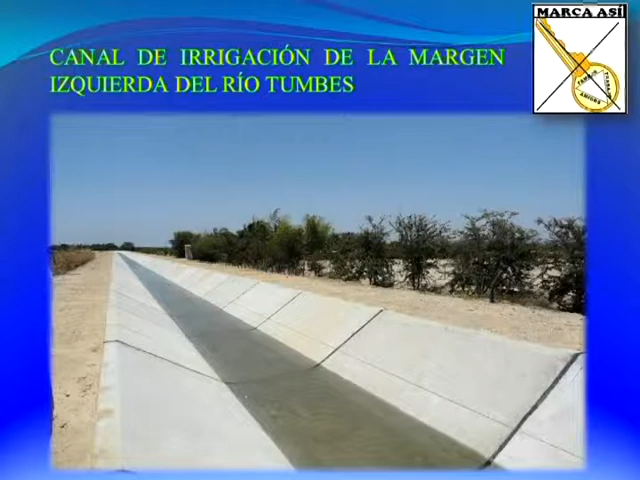 MARCA ASÍ
CANAL DE IRRIGACIÓN DE LA MARGEN
IZQUIERDA DEL RÍO TUMBES